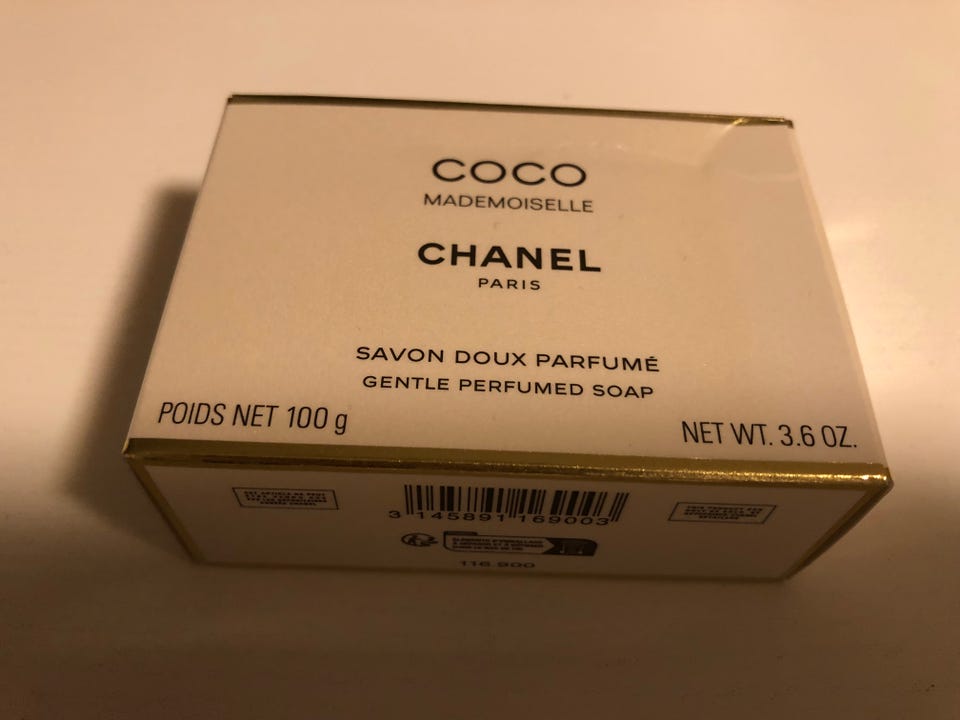 COCO
MADEMOISELLE
CHANEL
PARIS
SAVON DOUX PARFUMÉ
GENTLE PERFUMED SOAP
POIDS NET 100 g
NET WT. 3.6 OZ.
3 145891 169003
116.900